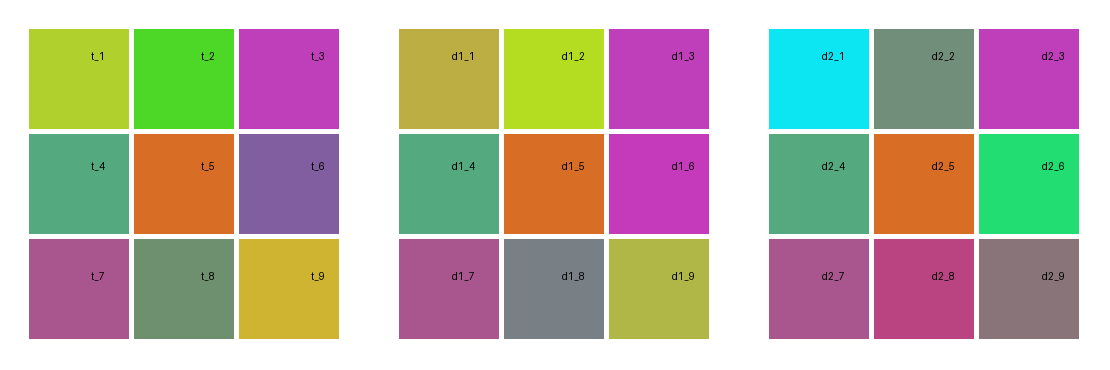 t_1 t_2 t_3 d1_1 d1_2 d1_3 d2_1 d2_2 d2_3
t_4 t_5 t_6 d1_4 d1_5 d1_6 d2_4 d2_5 d2_6
t_7 t_8 t_9 d1_7 d1_8 d1_9 d2_7 d2_8 d2_9